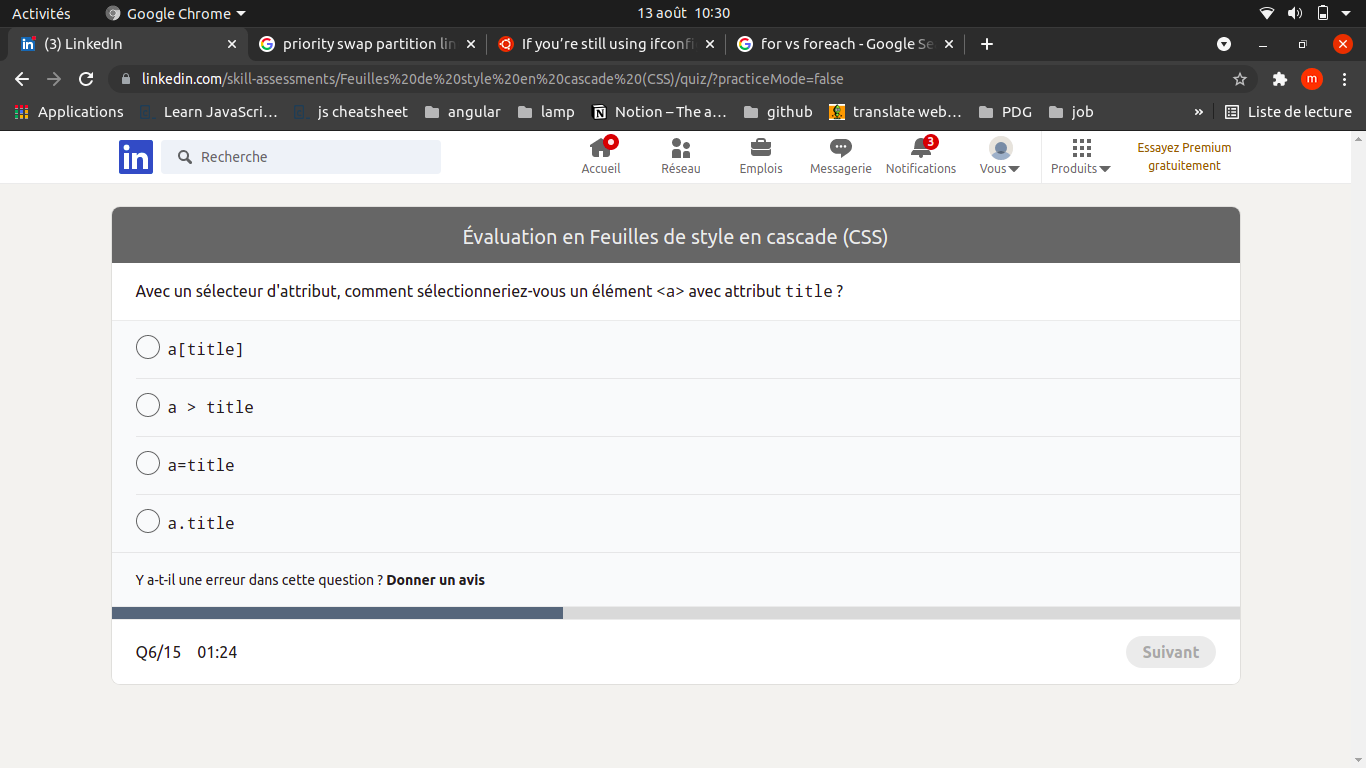 Activités
Google Chrome
13 août 10:30
(3) LinkedIn
priority swap partition lin
If you're still using ifconfi
for vs foreach - Google Se
linkedin.com/skill-assessments/Feuilles%20de%20style%20en%20cascade%20(CSS)/quiz/?practiceMode=false
m
Applications
Learn JavaScri...
js cheatsheet
angular
lamp
Notion – The a...
github
translate web...
PDG
job
»
Liste de lecture
in
Recherche
Accueil
Réseau
Emplois
Messagerie
3
Notifications
Vous
Produits
Essayez Premium
gratuitement
Évaluation en Feuilles de style en cascade (CSS)
Avec un sélecteur d'attribut, comment sélectionneriez-vous un élément <a> avec attribut title ?
a[title]
a > title
a=title
a.title
Y a-t-il une erreur dans cette question ? Donner un avis
Q6/15 01:24
Suivant